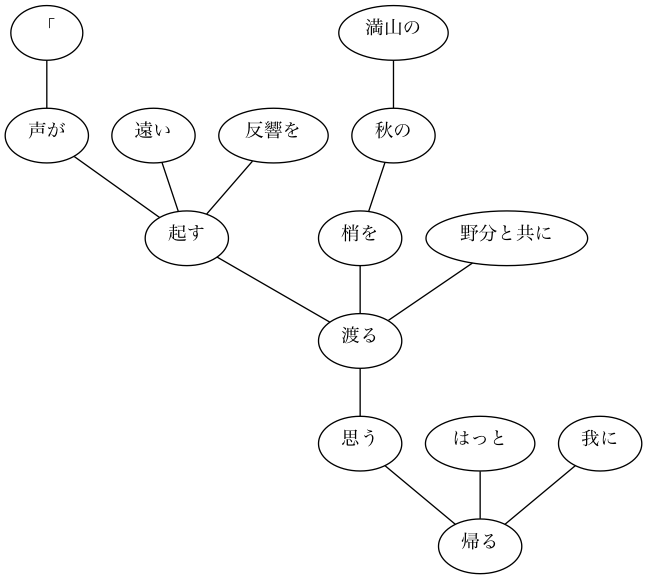 「
満山の
声が
遠い
反響を
秋の
起す
梢を
野分と共に
渡る
思う
はっと
我に
帰る